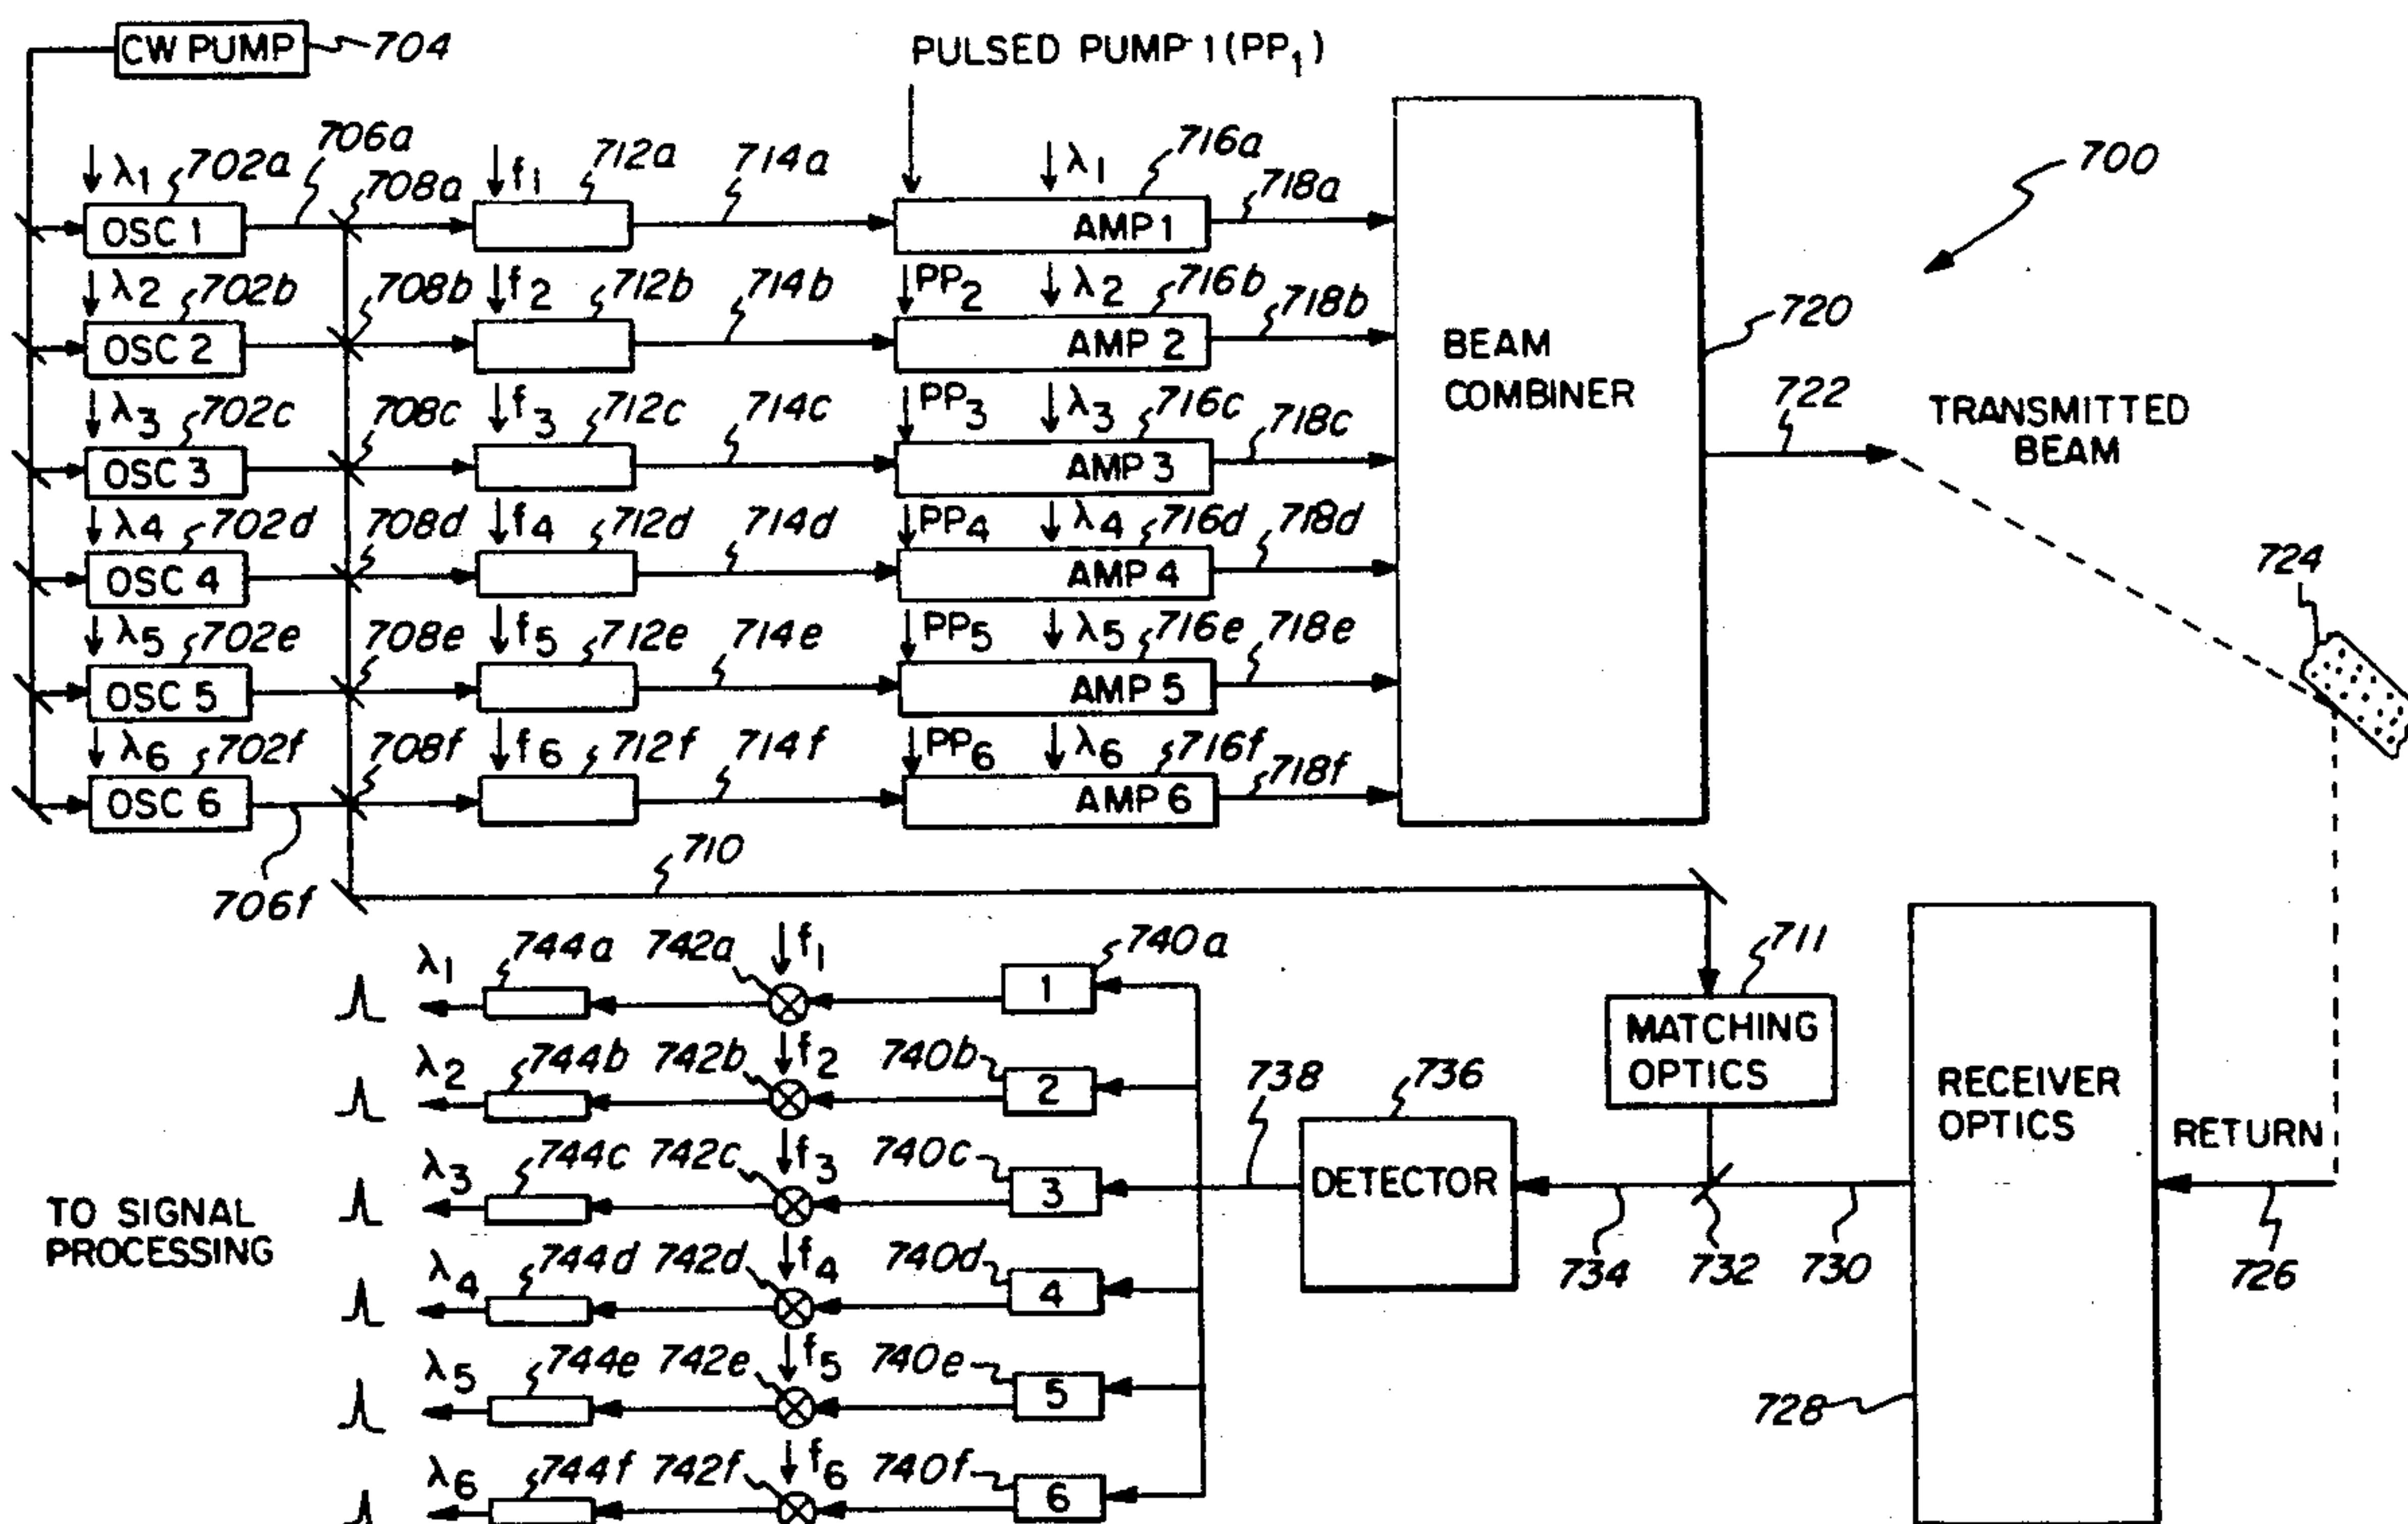 CW PUMP 704
PULSED PUMP 1 (PP₁)
λ₁ 702a 706a 708a f₁ 712a 714a λ₁ 716a 718a 700
OSC 1 AMP 1
λ₂ 702b 708b f₂ 712b 714b PP₂ λ₂ 716b 718b 720
OSC 2 AMP 2
BEAM
COMBINER
λ₃ 702c 708c f₃ 712c 714c PP₃ λ₃ 716c 718c 722
TRANSMITTED
BEAM
OSC 3 AMP 3
λ₄ 702d 708d f₄ 712d 714d PP₄ λ₄ 716d 718d
OSC 4 AMP 4 724
λ₅ 702e 708e f₅ 712e 714e PP₅ λ₅ 716e 718e
OSC 5 AMP 5
λ₆ 702f 708f f₆ 712f 714f PP₆ λ₆ 716f 718f
OSC 6 AMP 6
706f 710
λ₁ 744a 742a f₁ 1 740a 711
MATCHING
OPTICS
λ₂ 744b 742b f₂ 740b 2 738 736
RECEIVER
OPTICS
RETURN
λ₃ 744c 742c f₃ 740c 3 DETECTOR
TO SIGNAL
PROCESSING
734 732 730 726
λ₄ 744d 742d f₄ 740d 4
λ₅ 744e 742e f₅ 740e 5 728
λ₆ 744f 742f f₆ 740f 6